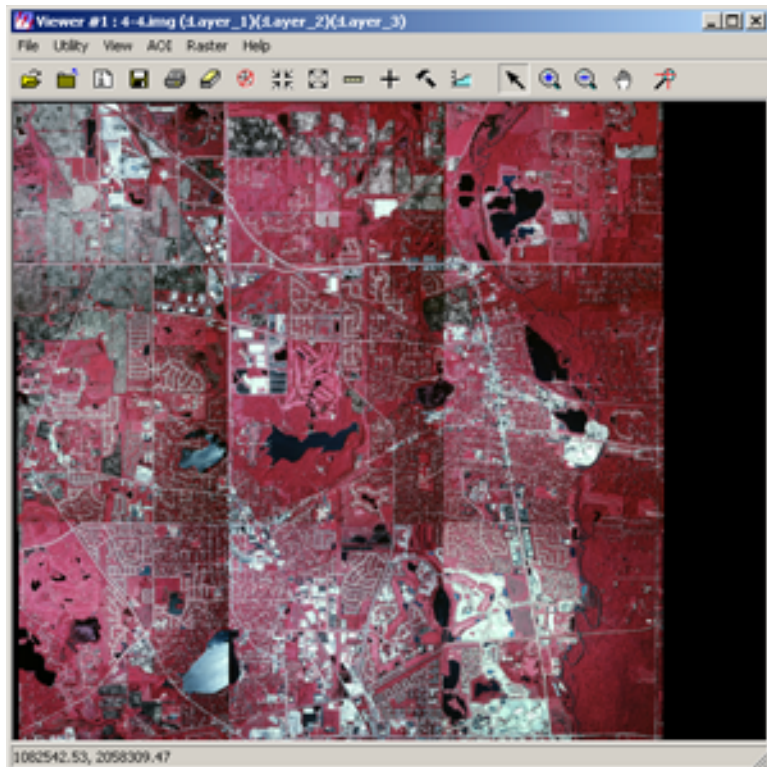 Viewer #1 : 4-4.img (:Layer_1)(:Layer_2)(:Layer_3)
File Utility View AOI Raster Help
1082542.53, 2058309.47